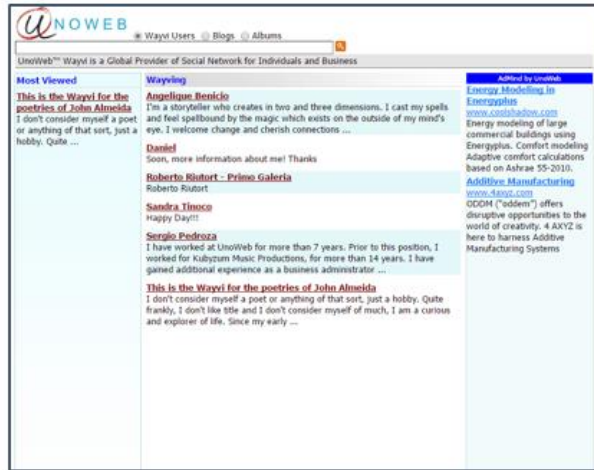 UNOWEB
Wayvi Users Blogs Albums
UnoWeb™ Wayvi is a Global Provider of Social Network for Individuals and Business
Most Viewed
This is the Wayvi for the
poetries of John Almeida
I don't consider myself a poet
or anything of that sort, just a
hobby. Quite ...
Wayving
Angelique Benicio
I'm a storyteller who creates in two and three dimensions. I cast my spells
and feel spellbound by the magic which exists on the outside of my mind's
eye. I welcome change and cherish connections ...
Daniel
Soon, more information about me! Thanks
Roberto Riutort - Primo Galeria
Roberto Riutort
Sandra Tinoco
Happy Day!!!
Sergio Pedroza
I have worked at UnoWeb for more than 7 years. Prior to this position, I
worked for Kubyzum Music Productions, for more than 14 years. I have
gained additional experience as a business administrator ...
This is the Wayvi for the poetries of John Almeida
I don't consider myself a poet or anything of that sort, just a hobby. Quite
frankly, I don't like title and I don't consider myself of much, I am a curious
and explorer of life. Since my early ...
AdMind by UnoWeb
Energy Modeling in
Energyplus
www.coolshadow.com
Energy modeling of large
commercial buildings using
Energyplus. Comfort modeling
Adaptive comfort calculations
based on Ashrae 55-2010.
Additive Manufacturing
www.4axyz.com
ODDM ("oddem") offers
disruptive opportunities to the
world of creativity. 4 AXYZ is
here to harness Additive
Manufacturing Systems